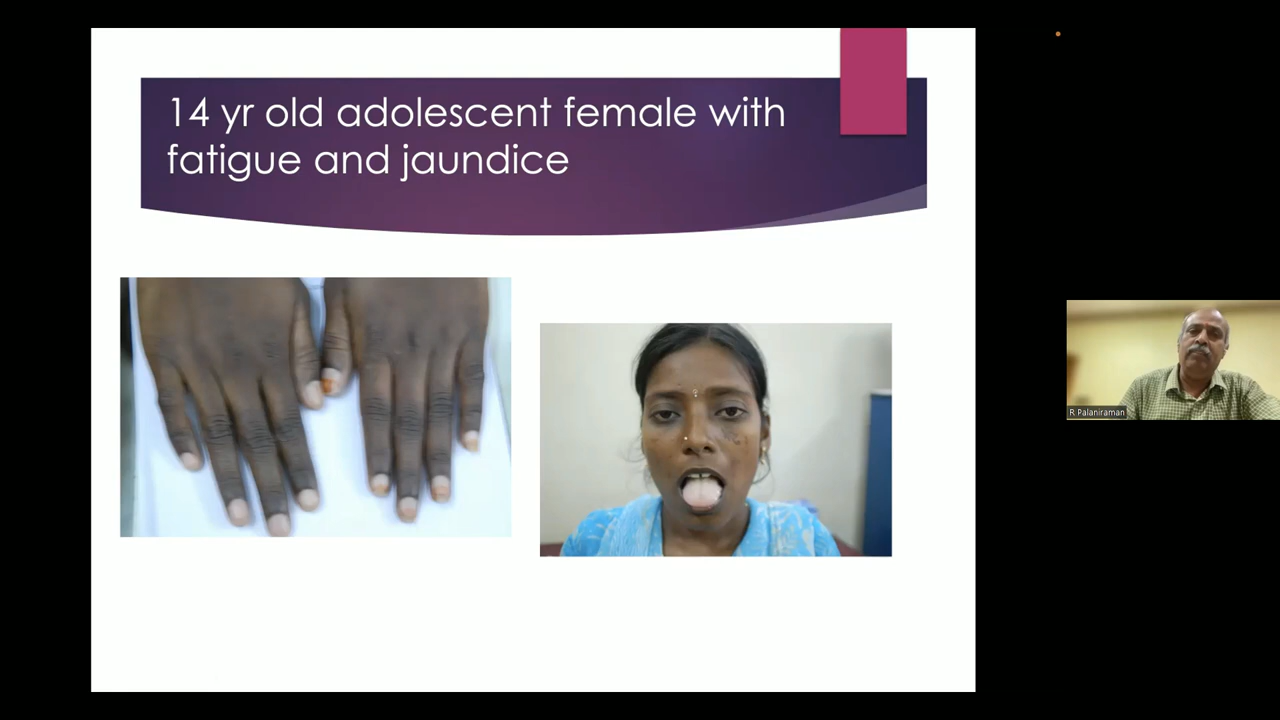 14 yr old adolescent female with
fatigue and jaundice
R Palaniraman